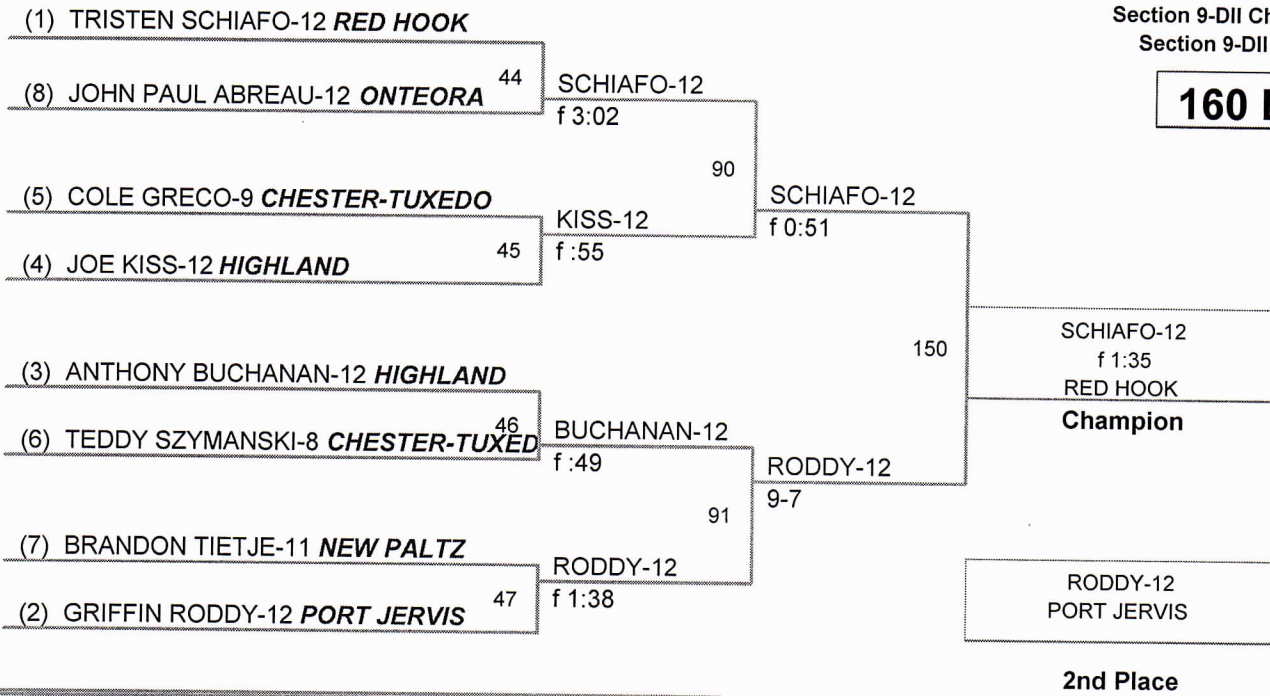 (1) TRISTEN SCHIAFO-12 RED HOOK
Section 9-DII
Section 9-DII
(8) JOHN PAUL ABREAU-12 ONTEORA
44
SCHIAFO-12
f 3:02
160
90
(5) COLE GRECO-9 CHESTER-TUXEDO
SCHIAFO-12
f 0:51
KISS-12
f :55
45
(4) JOE KISS-12 HIGHLAND
150
SCHIAFO-12
f 1:35
RED HOOK
Champion
(3) ANTHONY BUCHANAN-12 HIGHLAND
46
(6) TEDDY SZYMANSKI-8 CHESTER-TUXED
BUCHANAN-12
f :49
RODDY-12
9-7
91
(7) BRANDON TIETJE-11 NEW PALTZ
RODDY-12
f 1:38
47
(2) GRIFFIN RODDY-12 PORT JERVIS
RODDY-12
PORT JERVIS
2nd Place